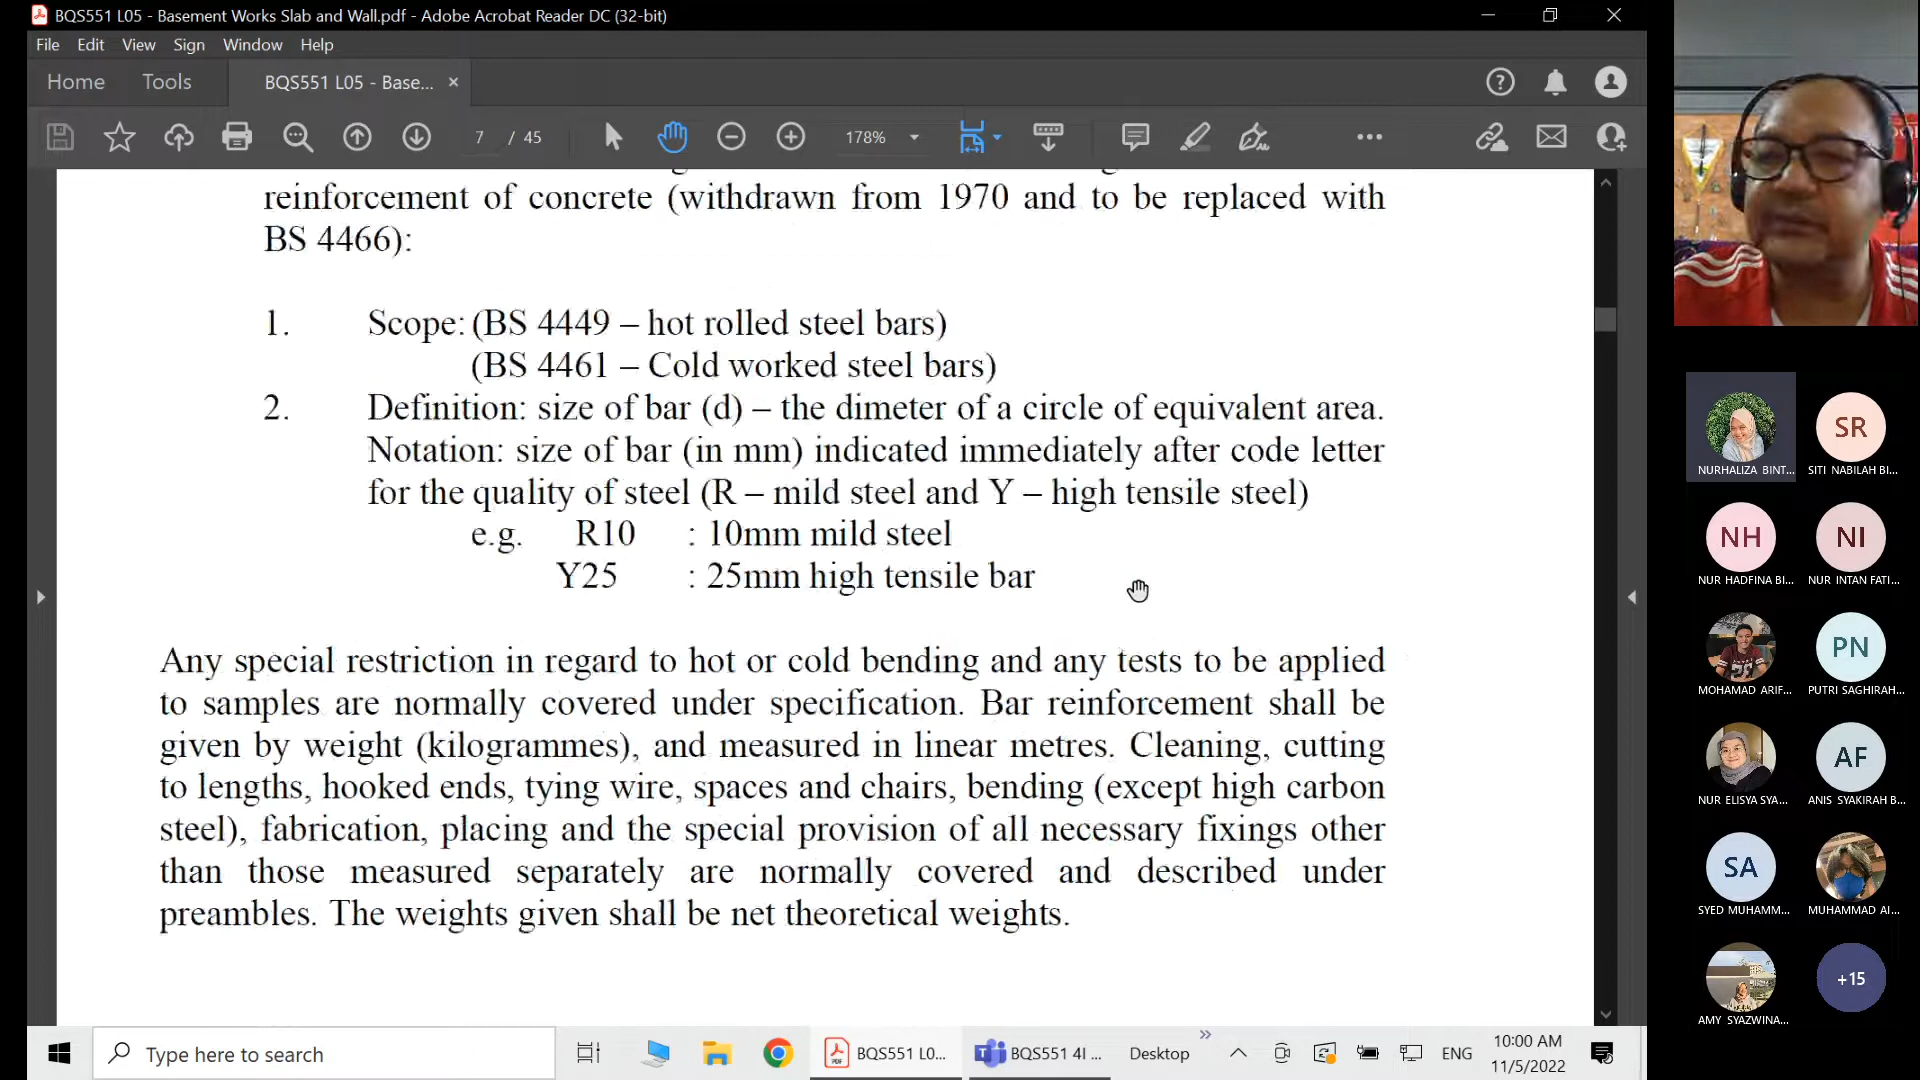 BQS551 L05 - Basement Works Slab and Wall.pdf - Adobe Acrobat Reader DC (32-bit)
File Edit View Sign Window Help
Home Tools BQS551 L05 - Base... ×
7 / 45 178%
reinforcement of concrete (withdrawn from 1970 and to be replaced with
BS 4466):
1. Scope: (BS 4449 – hot rolled steel bars)
(BS 4461 – Cold worked steel bars)
2. Definition: size of bar (d) – the dimeter of a circle of equivalent area.
Notation: size of bar (in mm) indicated immediately after code letter
for the quality of steel (R – mild steel and Y – high tensile steel)
e.g. R10 : 10mm mild steel
Y25 : 25mm high tensile bar
Any special restriction in regard to hot or cold bending and any tests to be applied
to samples are normally covered under specification. Bar reinforcement shall be
given by weight (kilogrammes), and measured in linear metres. Cleaning, cutting
to lengths, hooked ends, tying wire, spaces and chairs, bending (except high carbon
steel), fabrication, placing and the special provision of all necessary fixings other
than those measured separately are normally covered and described under
preambles. The weights given shall be net theoretical weights.
SR
NURHALIZA BINT... SITI NABILAH BI...
NH NI
NUR HADFINA BI... NUR INTAN FATI...
PN
MOHAMAD ARIF... PUTRI SAGHIRAH...
AF
NUR ELISYA SYA... ANIS SYAKIRAH B...
SA
SYED MUHAMM... MUHAMMAD AI...
+15
AMY SYAZWINA...
Type here to search BQS551 L0... BQS551 4I ... Desktop ENG 10:00 AM
11/5/2022